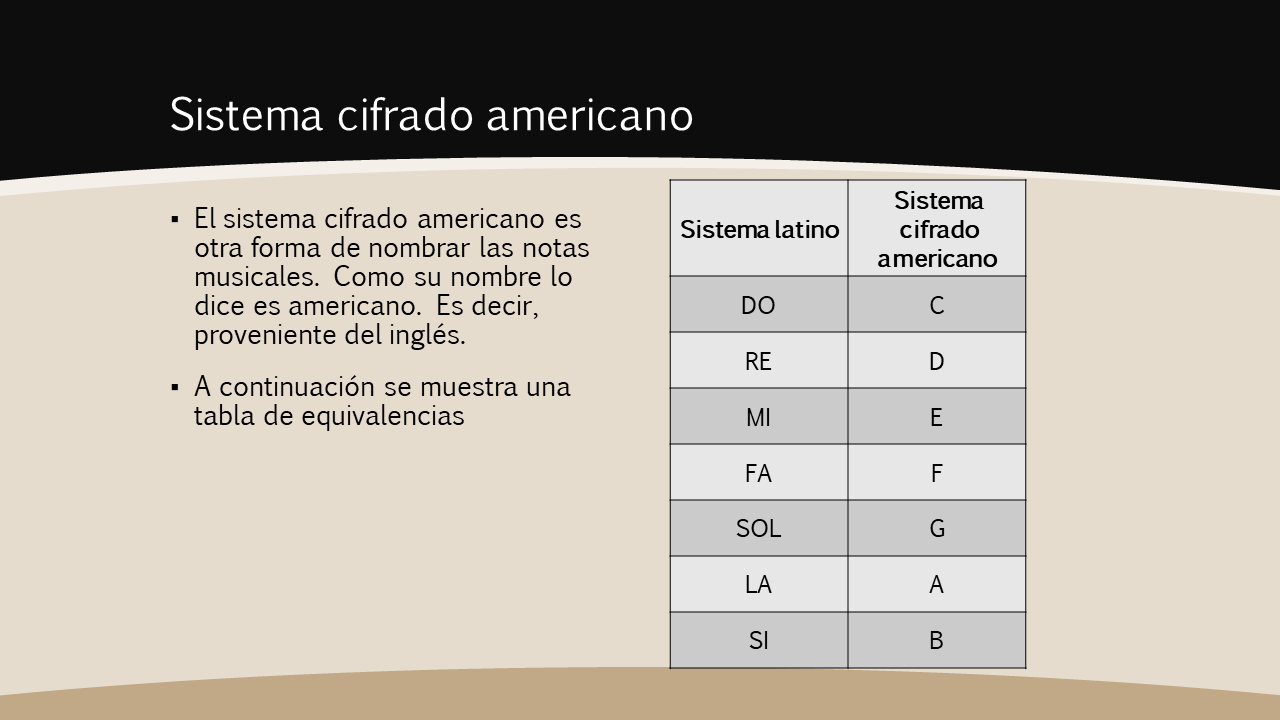 Sistema cifrado americano
▪ El sistema cifrado americano es
otra forma de nombrar las notas
musicales.  Como su nombre lo
dice es americano.  Es decir,
proveniente del inglés.
▪ A continuación se muestra una
tabla de equivalencias
Sistema latino
Sistema
cifrado
americano
DO C
RE D
MI E
FA F
SOL G
LA A
SI B